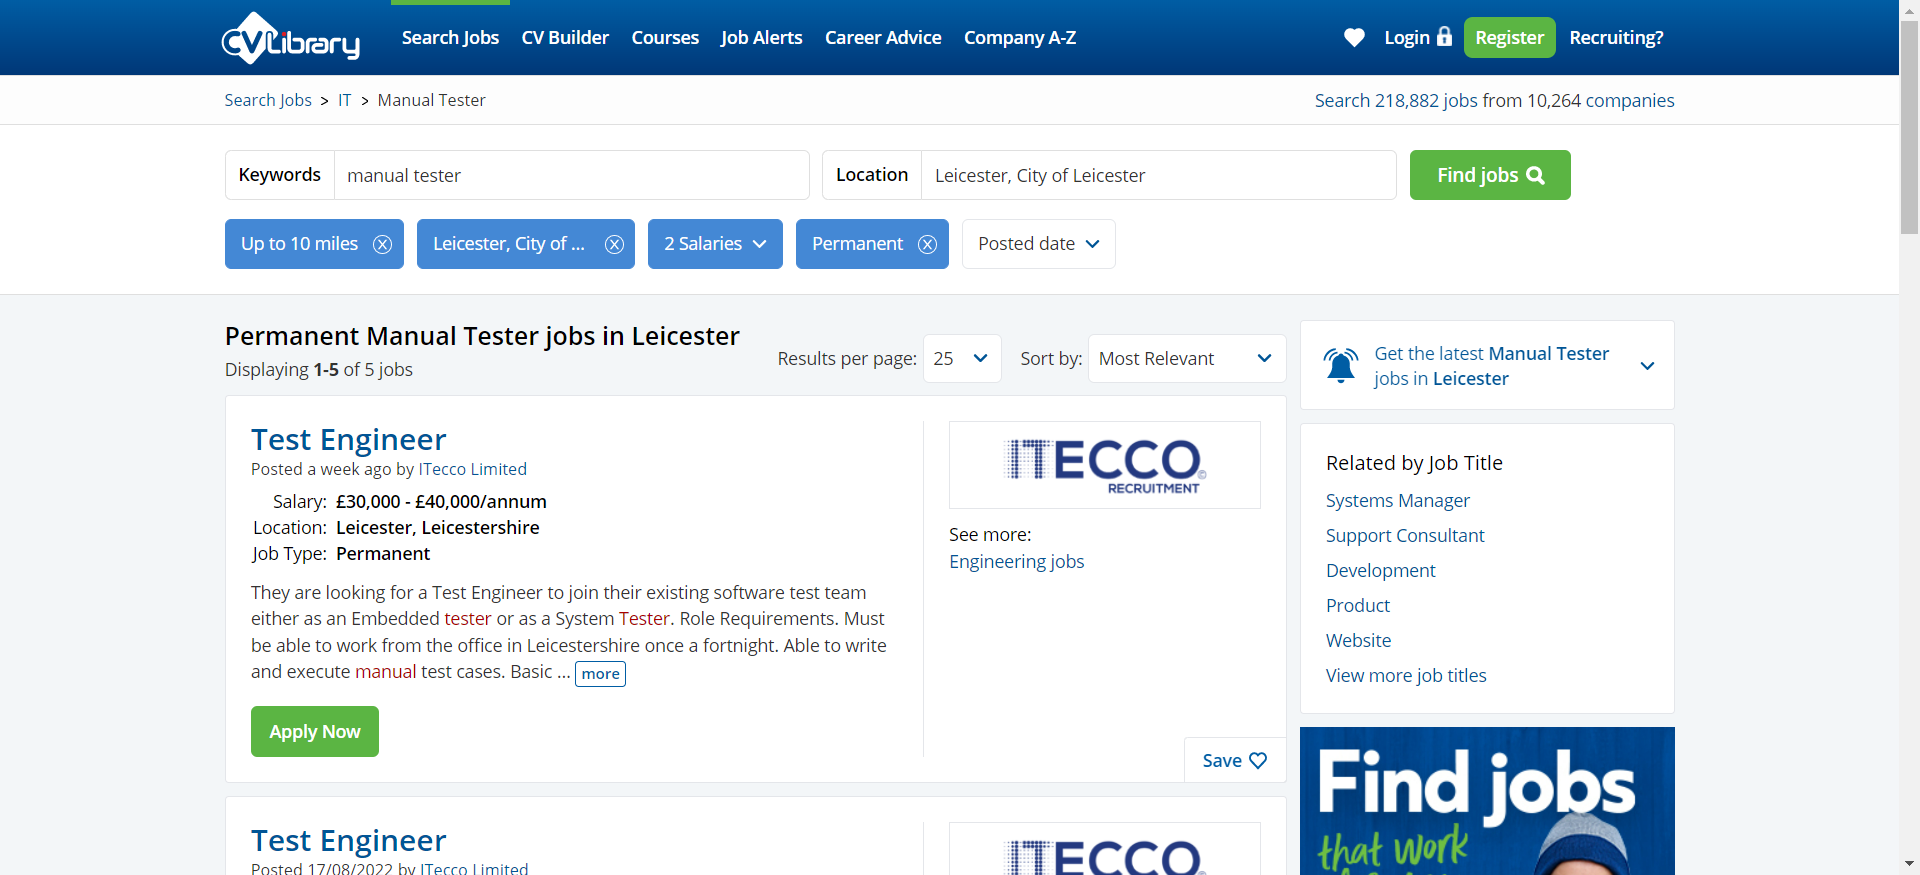 CVLibrary
Search Jobs
CV Builder
Courses
Job Alerts
Career Advice
Company A-Z
Login
Register
Recruiting?
Search Jobs > IT > Manual Tester
Search 218,882 jobs from 10,264 companies
Keywords
manual tester
Location
Leicester, City of Leicester
Find jobs
Up to 10 miles
Leicester, City of ...
2 Salaries
Permanent
Posted date
Permanent Manual Tester jobs in Leicester
Displaying 1-5 of 5 jobs
Results per page: 25
Sort by: Most Relevant
Test Engineer
Posted a week ago by ITecco Limited
Salary: £30,000 - £40,000/annum
Location: Leicester, Leicestershire
Job Type: Permanent
They are looking for a Test Engineer to join their existing software test team
either as an Embedded tester or as a System Tester. Role Requirements. Must
be able to work from the office in Leicestershire once a fortnight. Able to write
and execute manual test cases. Basic ... more
Apply Now
ITECCO©
RECRUITMENT
See more:
Engineering jobs
Save
Test Engineer
Posted 17/08/2022 by ITecco Limited
ITECCO
Get the latest Manual Tester
jobs in Leicester
Related by Job Title
Systems Manager
Support Consultant
Development
Product
Website
View more job titles
Find jobs
that work